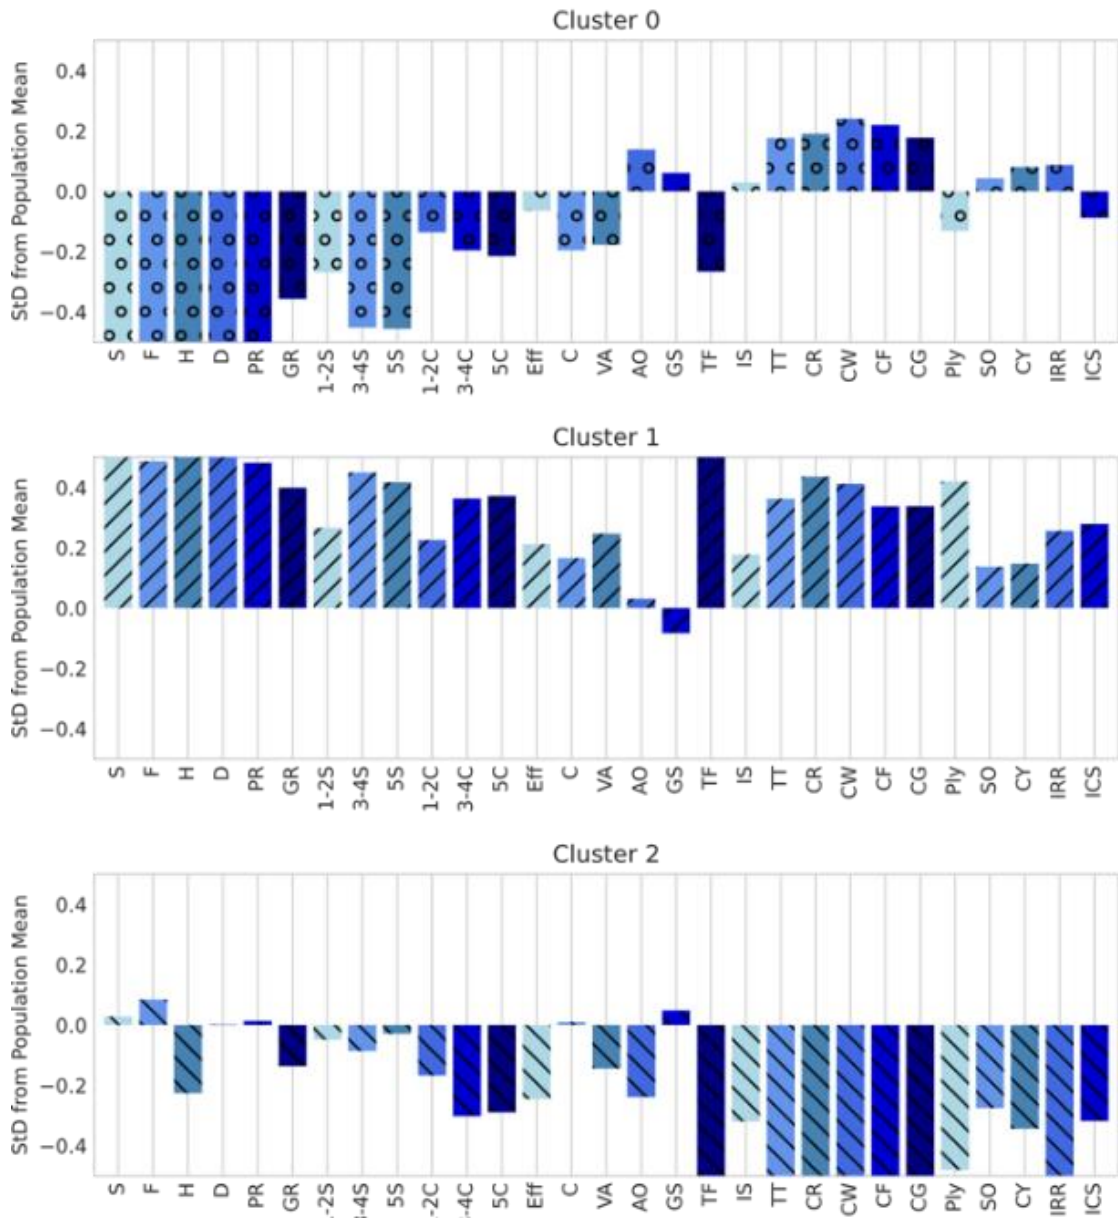 Cluster 0
StD from Population Mean
0.4
0.2
0.0
−0.2
−0.4
S F H D PR GR 1-2S 3-4S 5S 1-2C 3-4C 5C Eff C VA AO GS TF IS TT CR CW CF CG Ply SO CY IRR ICS
Cluster 1
StD from Population Mean
0.4
0.2
0.0
−0.2
−0.4
S F H D PR GR 1-2S 3-4S 5S 1-2C 3-4C 5C Eff C VA AO GS TF IS TT CR CW CF CG Ply SO CY IRR ICS
Cluster 2
StD from Population Mean
0.4
0.2
0.0
−0.2
−0.4
S F H D PR GR -2S -4S 5S 1-2C -4C 5C Eff C VA AO GS TF IS TT CR CW CF CG Ply SO CY IRR ICS